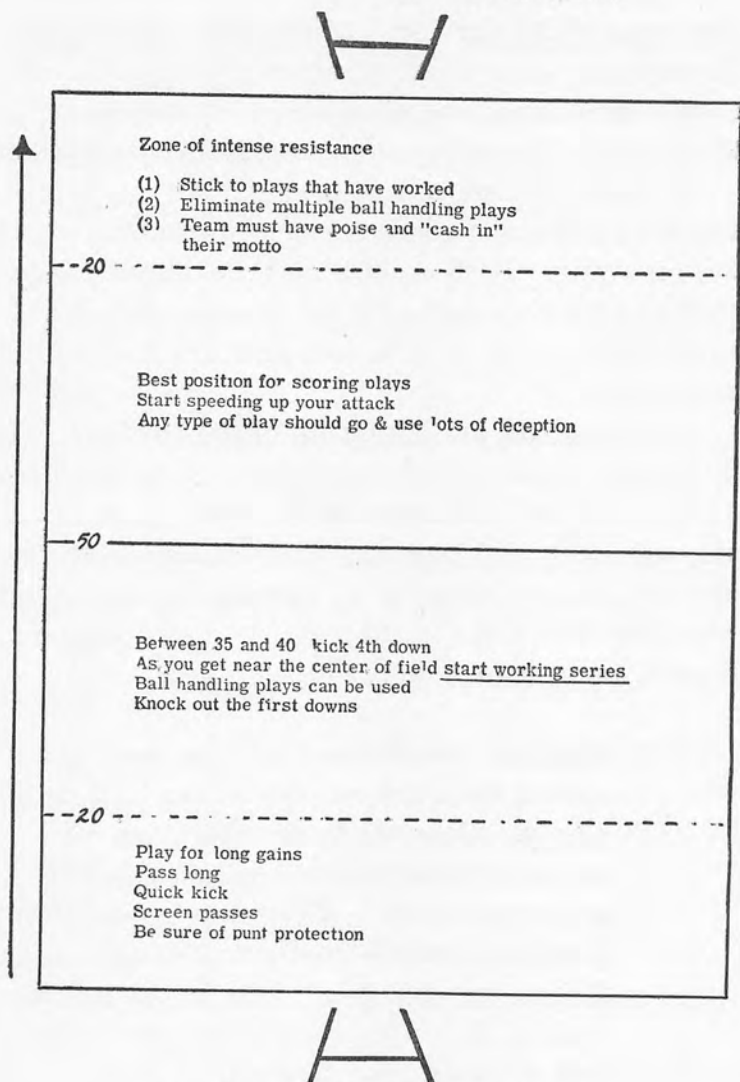 Zone of intense resistance
(1) Stick to plays that have worked
(2) Eliminate multiple ball handling plays
(3) Team must have poise and "cash in"
their motto
20
Best position for scoring plays
Start speeding up your attack
Any type of play should go & use lots of deception
50
Between 35 and 40 kick 4th down
As you get near the center of field start working series
Ball handling plays can be used
Knock out the first downs
20
Play for long gains
Pass long
Quick kick
Screen passes
Be sure of punt protection